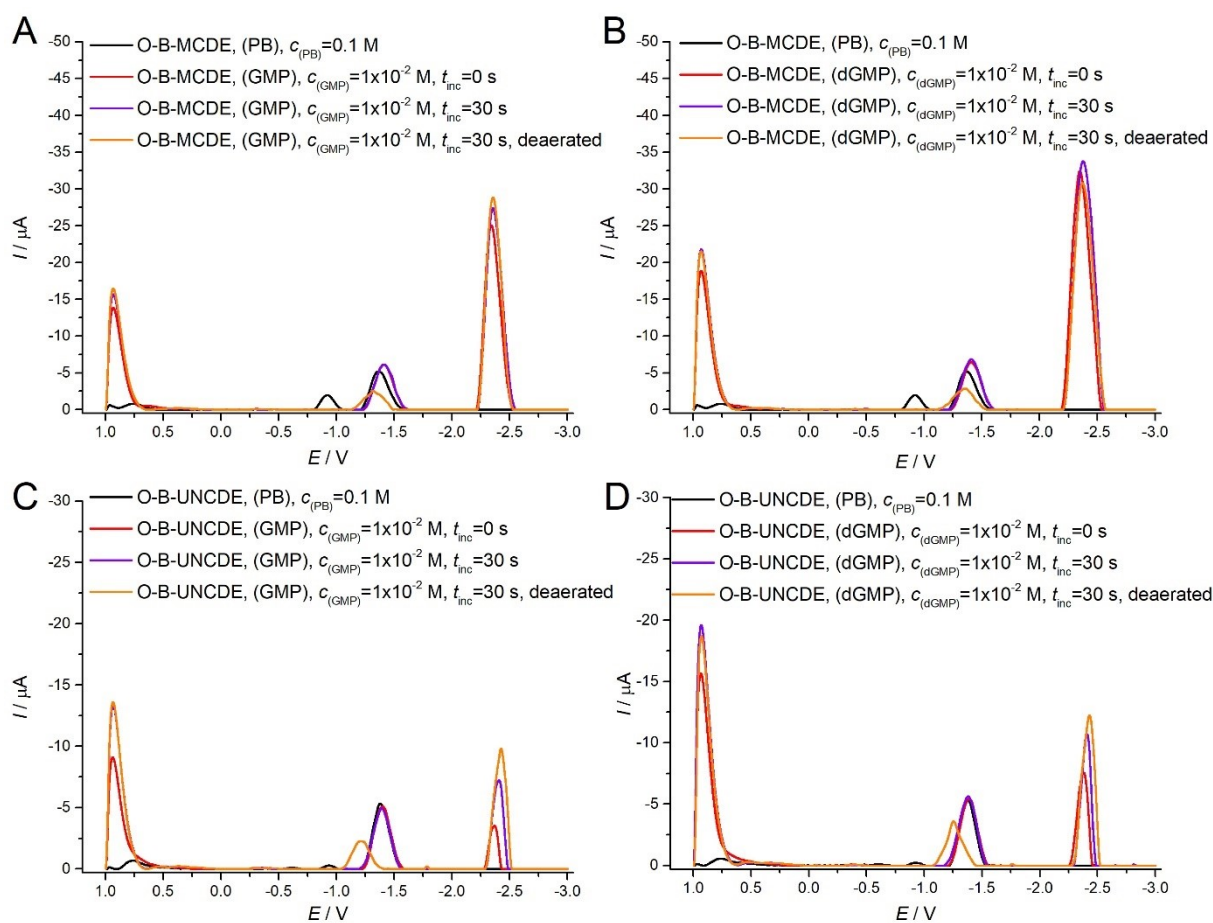 A
O-B-MCDE, (PB), c(PB)=0.1 M
O-B-MCDE, (GMP), c(GMP)=1x10-2 M, tinc=0 s
O-B-MCDE, (GMP), c(GMP)=1x10-2 M, tinc=30 s
O-B-MCDE, (GMP), c(GMP)=1x10-2 M, tinc=30 s, deaerated
-50
-45
-40
-35
-30
-25
-20
-15
-10
-5
0
I / µA
1.0 0.5 0.0 -0.5 -1.0 -1.5 -2.0 -2.5 -3.0
E / V
B
O-B-MCDE, (PB), c(PB)=0.1 M
O-B-MCDE, (dGMP), c(dGMP)=1x10-2 M, tinc=0 s
O-B-MCDE, (dGMP), c(dGMP)=1x10-2 M, tinc=30 s
O-B-MCDE, (dGMP), c(dGMP)=1x10-2 M, tinc=30 s, deaerated
-50
-45
-40
-35
-30
-25
-20
-15
-10
-5
0
I / µA
1.0 0.5 0.0 -0.5 -1.0 -1.5 -2.0 -2.5 -3.0
E / V
C
O-B-UNCDE, (PB), c(PB)=0.1 M
O-B-UNCDE, (GMP), c(GMP)=1x10-2 M, tinc=0 s
O-B-UNCDE, (GMP), c(GMP)=1x10-2 M, tinc=30 s
O-B-UNCDE, (GMP), c(GMP)=1x10-2 M, tinc=30 s, deaerated
-30
-25
-20
-15
-10
-5
0
I / µA
1.0 0.5 0.0 -0.5 -1.0 -1.5 -2.0 -2.5 -3.0
E / V
D
O-B-UNCDE, (PB), c(PB)=0.1 M
O-B-UNCDE, (dGMP), c(dGMP)=1x10-2 M, tinc=0 s
O-B-UNCDE, (dGMP), c(dGMP)=1x10-2 M, tinc=30 s
O-B-UNCDE, (dGMP), c(dGMP)=1x10-2 M, tinc=30 s, deaerated
-30
-25
-20
-15
-10
-5
0
I / µA
1.0 0.5 0.0 -0.5 -1.0 -1.5 -2.0 -2.5 -3.0
E / V